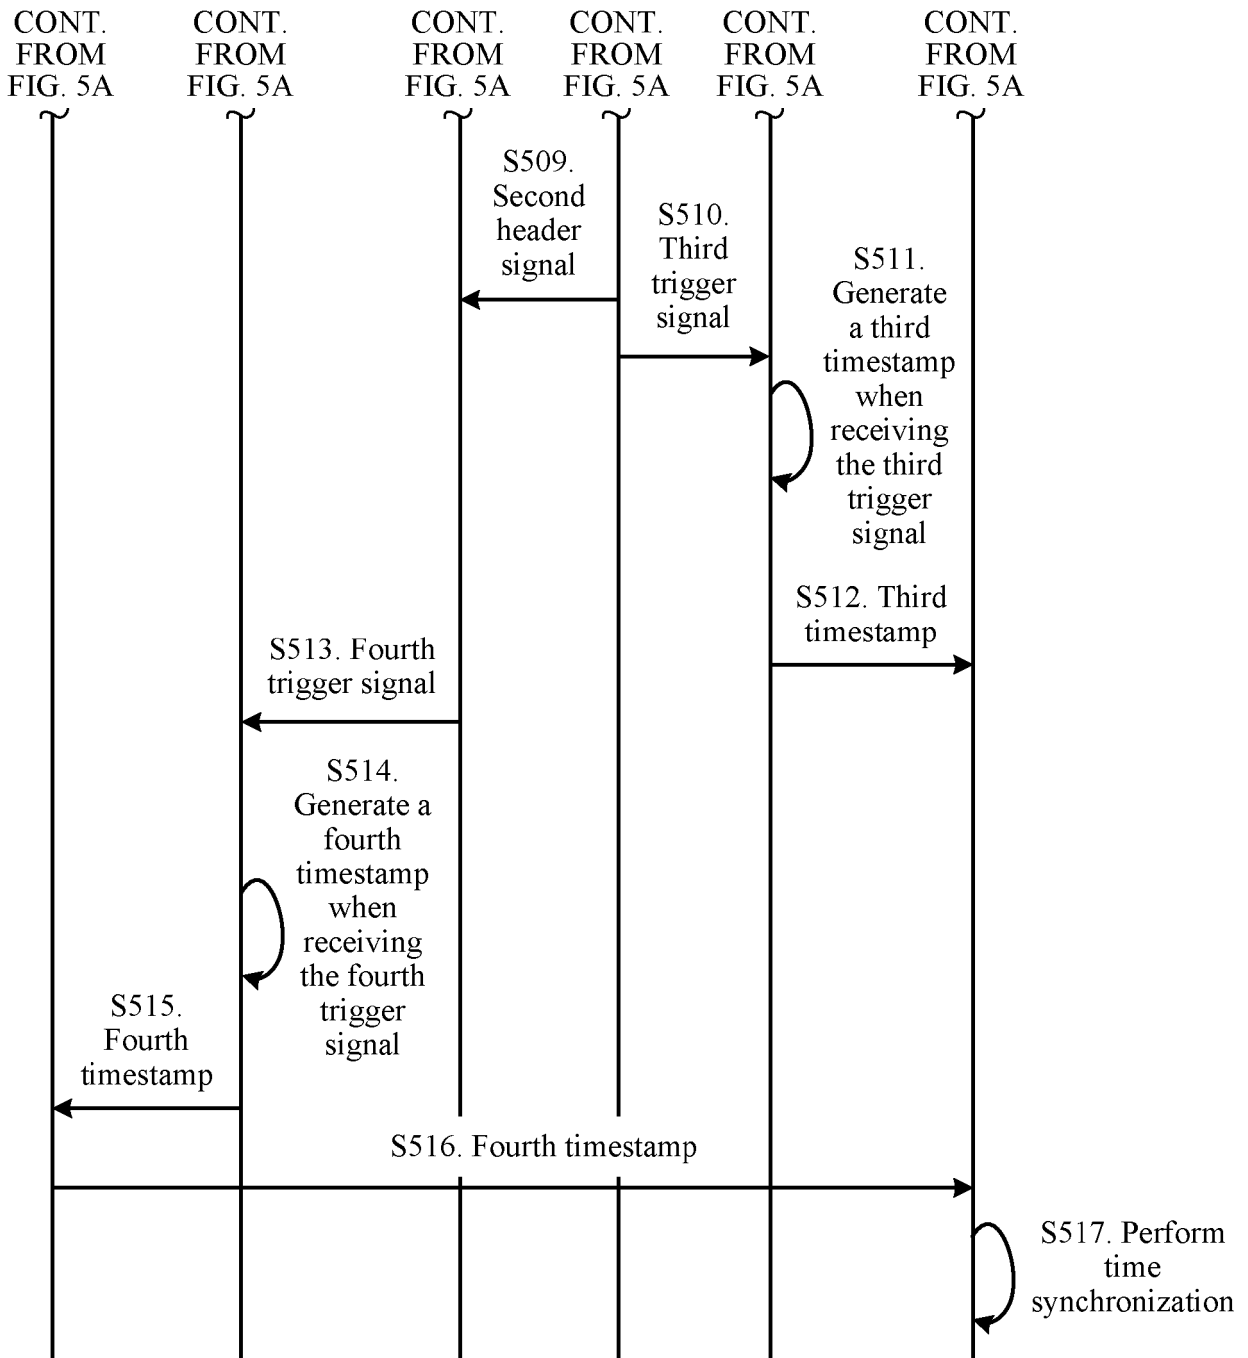 CONT.
FROM
FIG. 5A
CONT.
FROM
FIG. 5A
CONT.
FROM
FIG. 5A
CONT.
FROM
FIG. 5A
CONT.
FROM
FIG. 5A
CONT.
FROM
FIG. 5A
S509.
Second
header
signal
S510.
Third
trigger
signal
S511.
Generate
a third
timestamp
when
receiving
the third
trigger
signal
S512. Third
timestamp
S513. Fourth
trigger signal
S514.
Generate a
fourth
timestamp
when
receiving
the fourth
trigger
signal
S515.
Fourth
timestamp
S516. Fourth timestamp
S517. Perform
time
synchronization